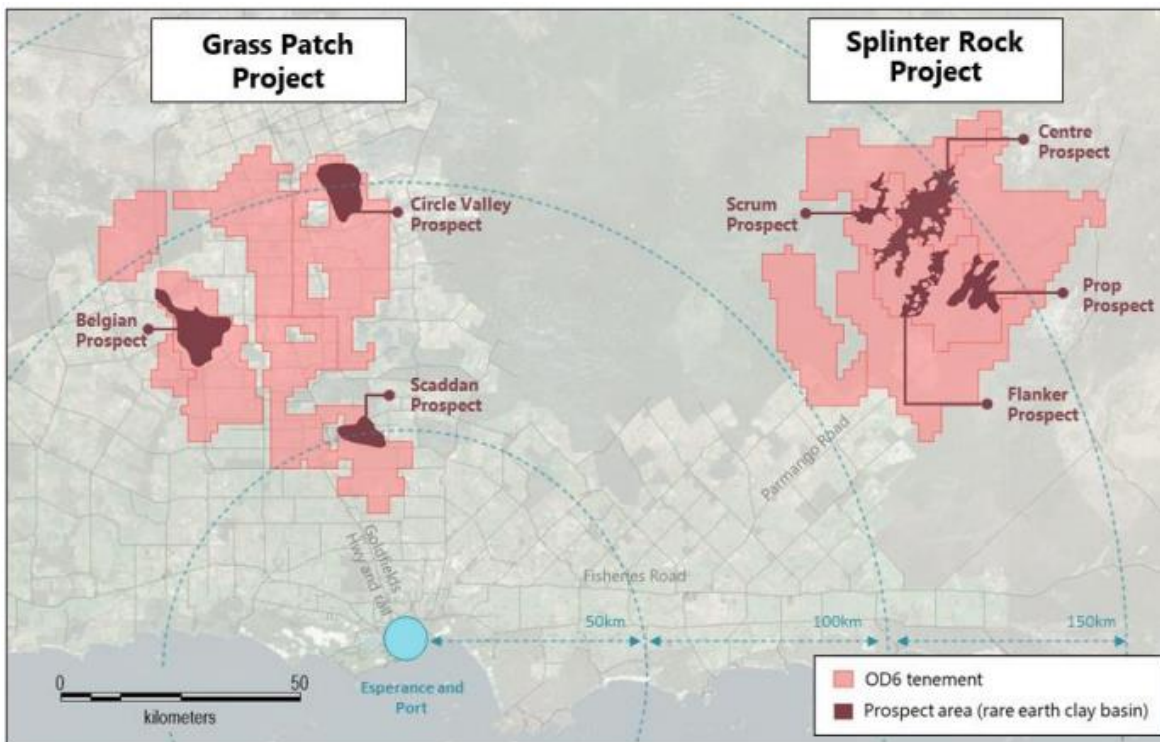 Grass Patch
Project
Splinter Rock
Project
Centre
Prospect
Scrum
Prospect
Circle Valley
Prospect
Belgian
Prospect
Prop
Prospect
Scaddan
Prospect
Flanker
Prospect
Parmango Road
Goldfields
Hwy and rail
Fisheries Road
50km
100km
150km
Esperance and
Port
0
50
kilometers
OD6 tenement
Prospect area (rare earth clay basin)